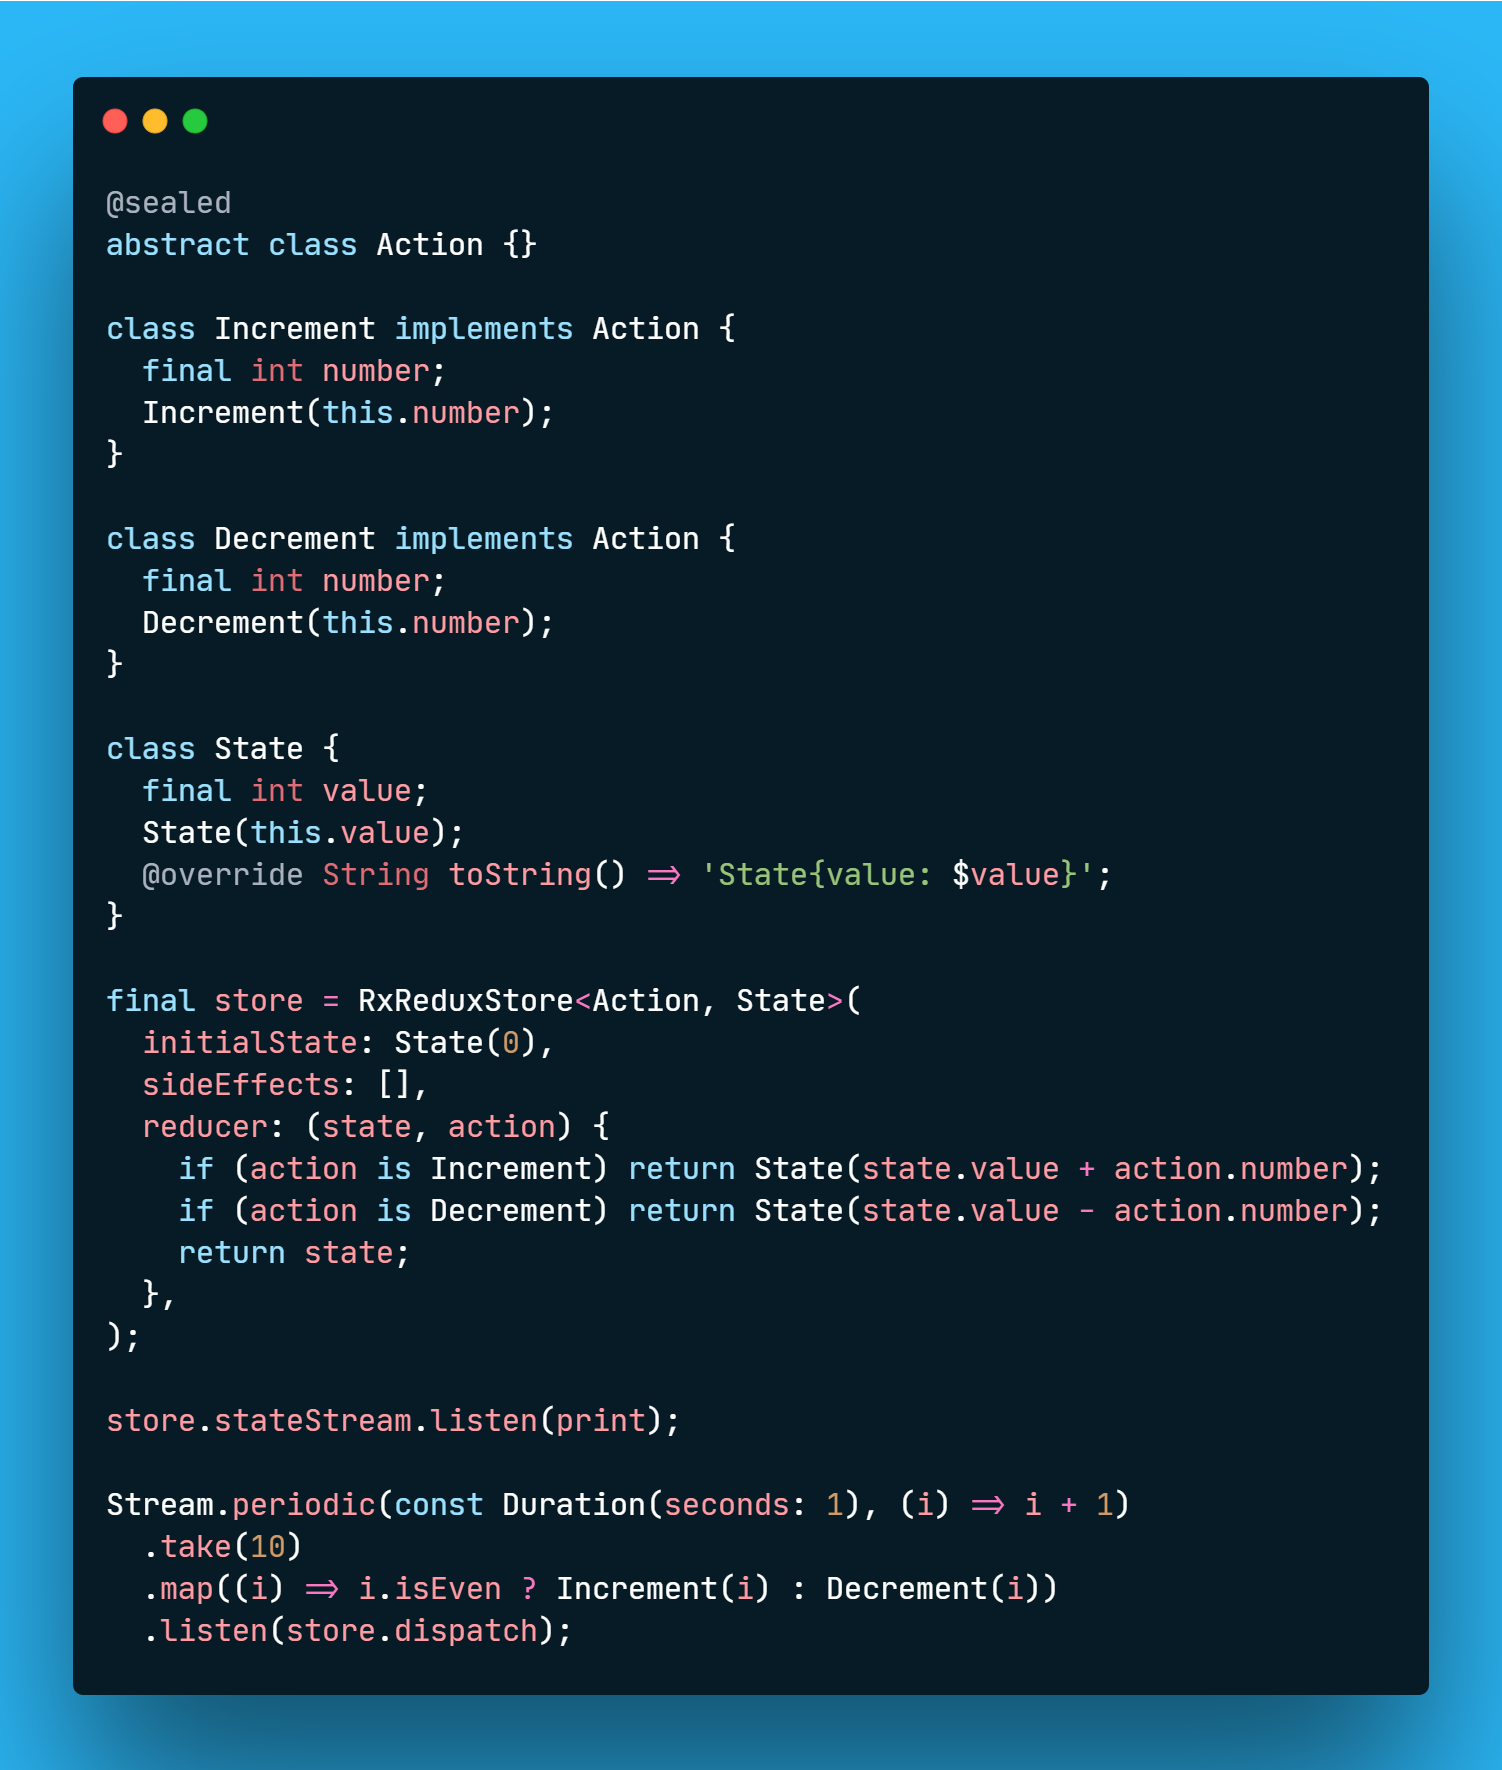 @sealed
abstract class Action {}

class Increment implements Action {
  final int number;
  Increment(this.number);
}

class Decrement implements Action {
  final int number;
  Decrement(this.number);
}

class State {
  final int value;
  State(this.value);
  @override String toString() => 'State{value: $value}';
}

final store = RxReduxStore<Action, State>(
  initialState: State(0),
  sideEffects: [],
  reducer: (state, action) {
    if (action is Increment) return State(state.value + action.number);
    if (action is Decrement) return State(state.value - action.number);
    return state;
  },
);

store.stateStream.listen(print);

Stream.periodic(const Duration(seconds: 1), (i) => i + 1)
  .take(10)
  .map((i) => i.isEven ? Increment(i) : Decrement(i))
  .listen(store.dispatch);